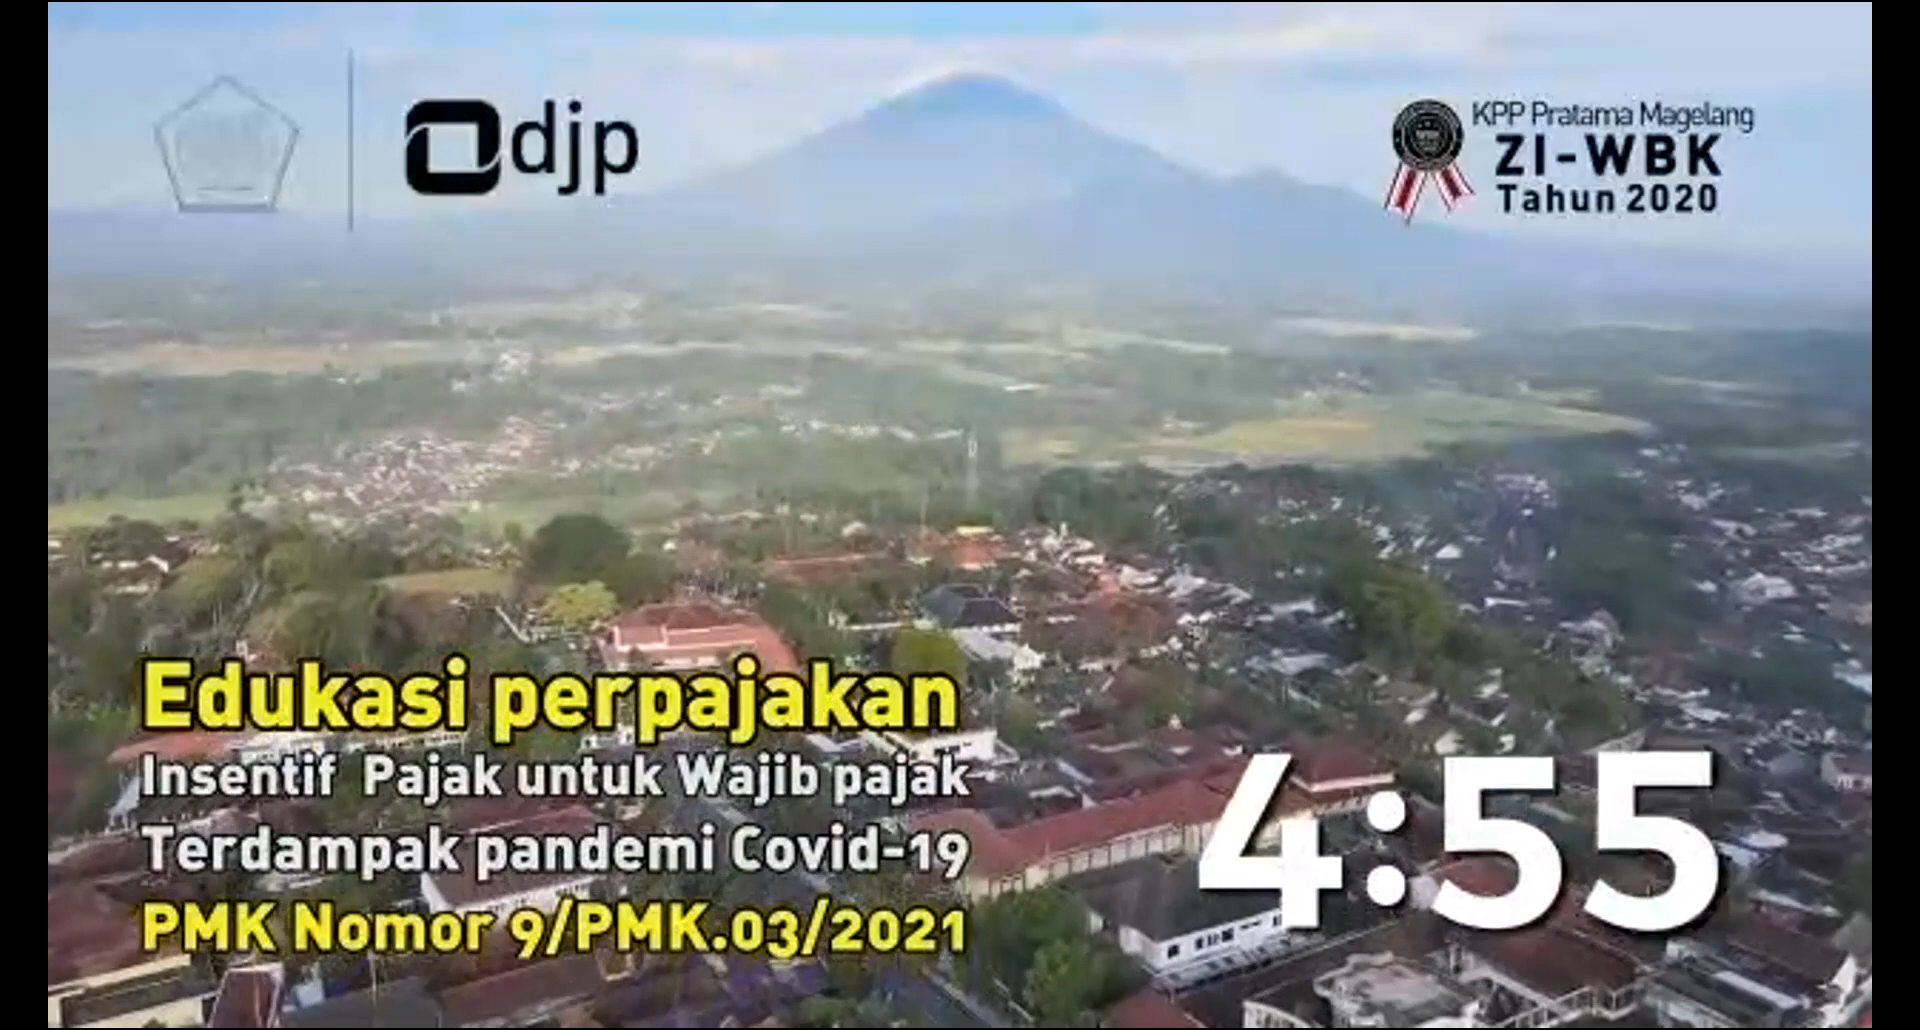 djp
KPP Pratama Magelang
ZI-WBK
Tahun 2020
Edukasi perpajakan
Insentif Pajak untuk Wajib pajak
Terdampak pandemi Covid-19
PMK Nomor 9/PMK.03/2021
4:55